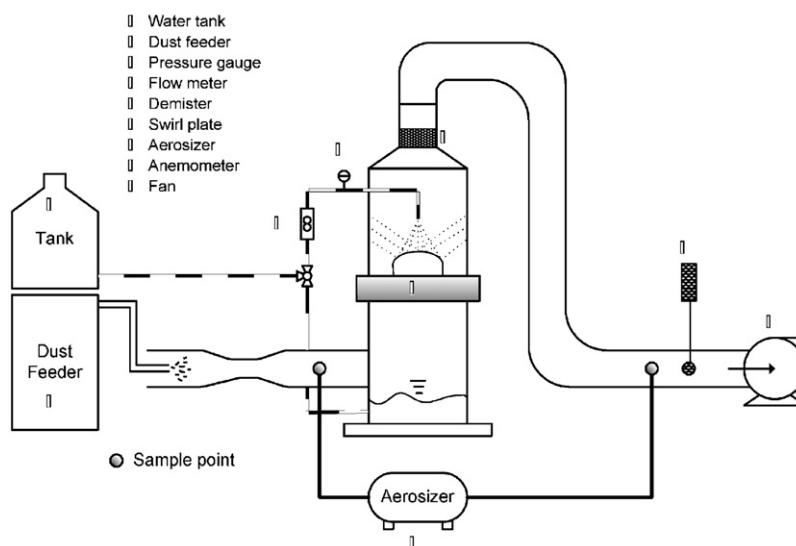 Water tank
Dust feeder
Pressure gauge
Flow meter
Demister
Swirl plate
Aerosizer
Anemometer
Fan
Tank
Dust
Feeder
Sample point
Aerosizer